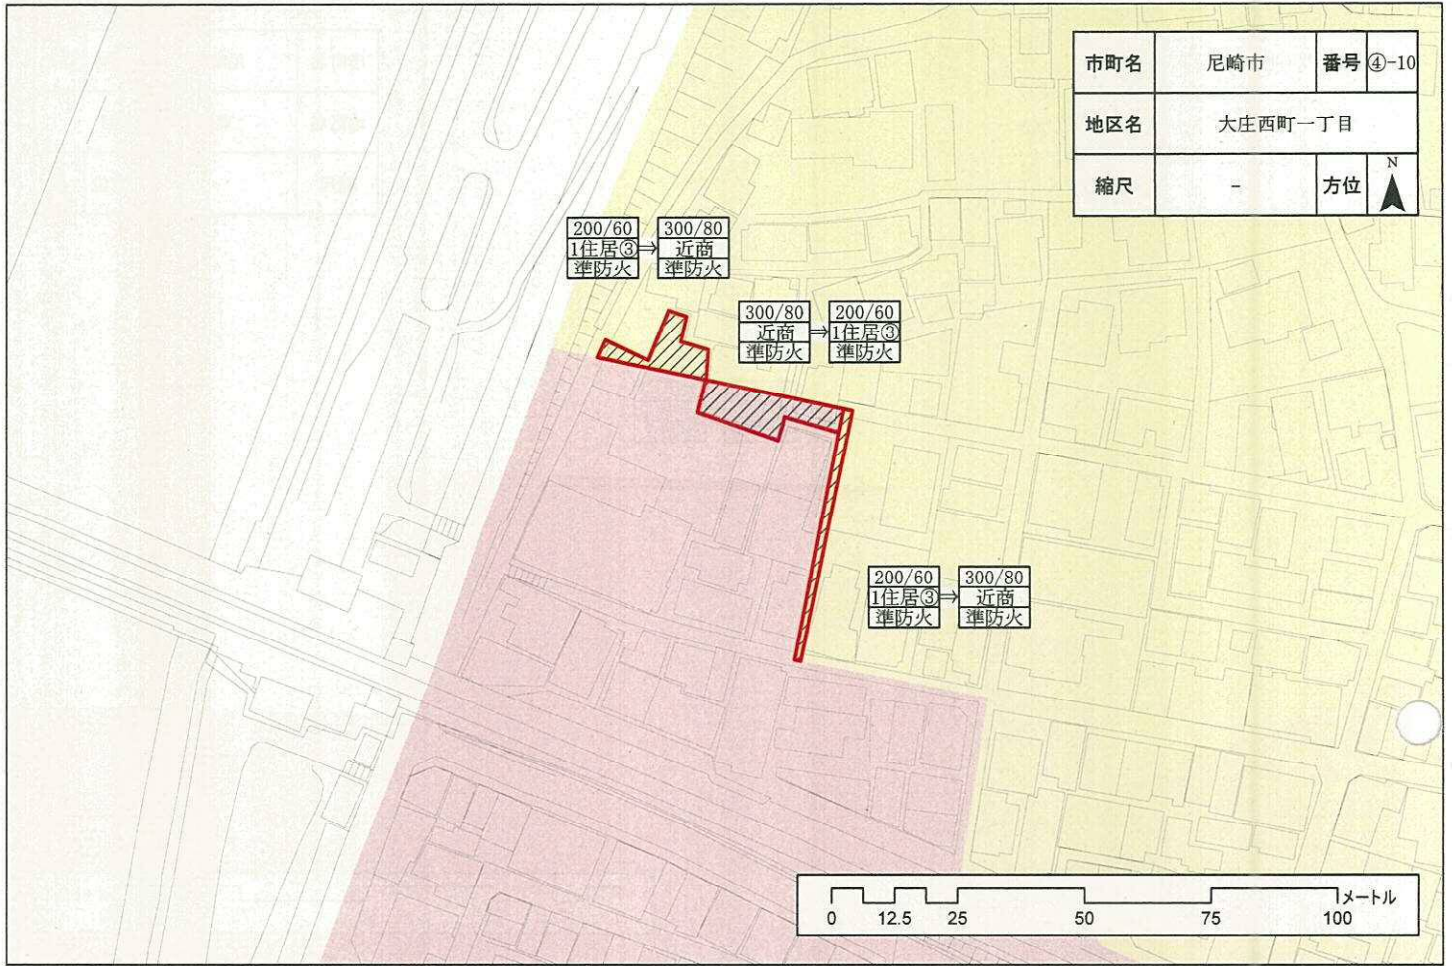 市町名 尼崎市 番号 ④-10
地区名 大庄西町一丁目
縮尺 - 方位 N
200/60 300/80
1住居③⇒近商
準防火 準防火
300/80 200/60
近商⇒1住居③
準防火 準防火
200/60 300/80
1住居③⇒近商
準防火 準防火
メートル
0 12.5 25 50 75 100